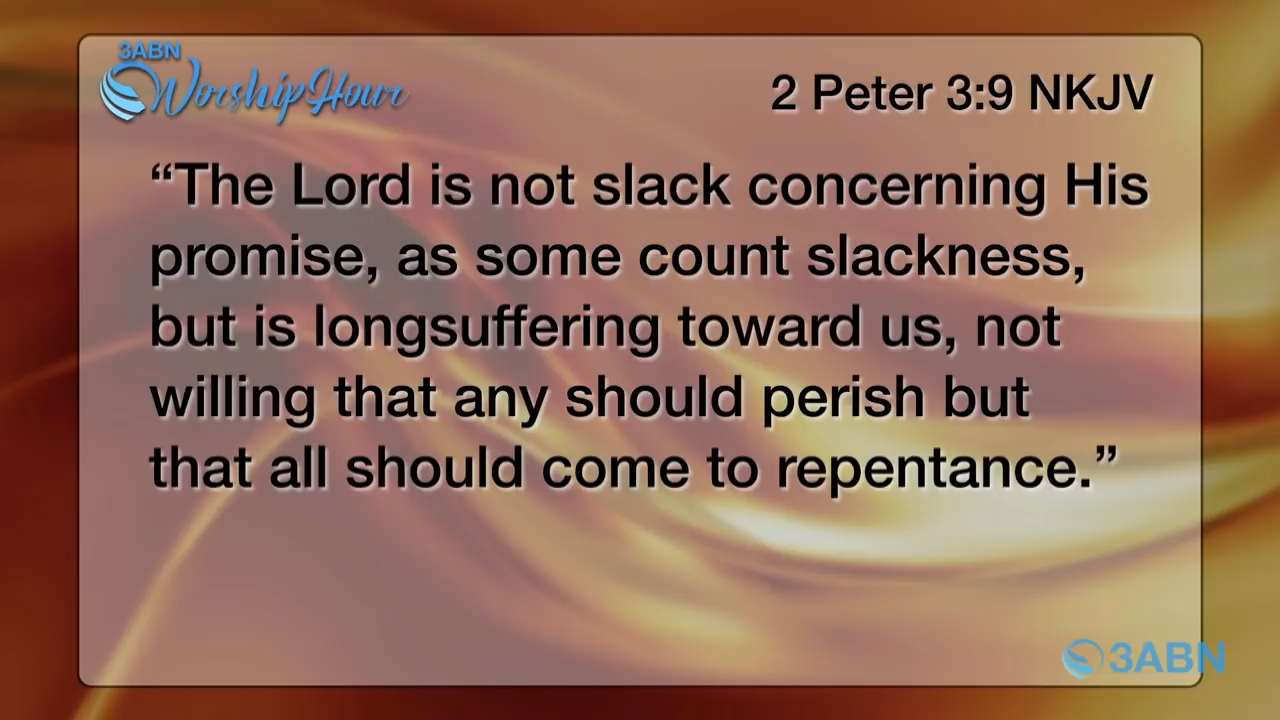 3ABN
Worship Hour
2 Peter 3:9 NKJV
“The Lord is not slack concerning His
promise, as some count slackness,
but is longsuffering toward us, not
willing that any should perish but
that all should come to repentance.”
3ABN